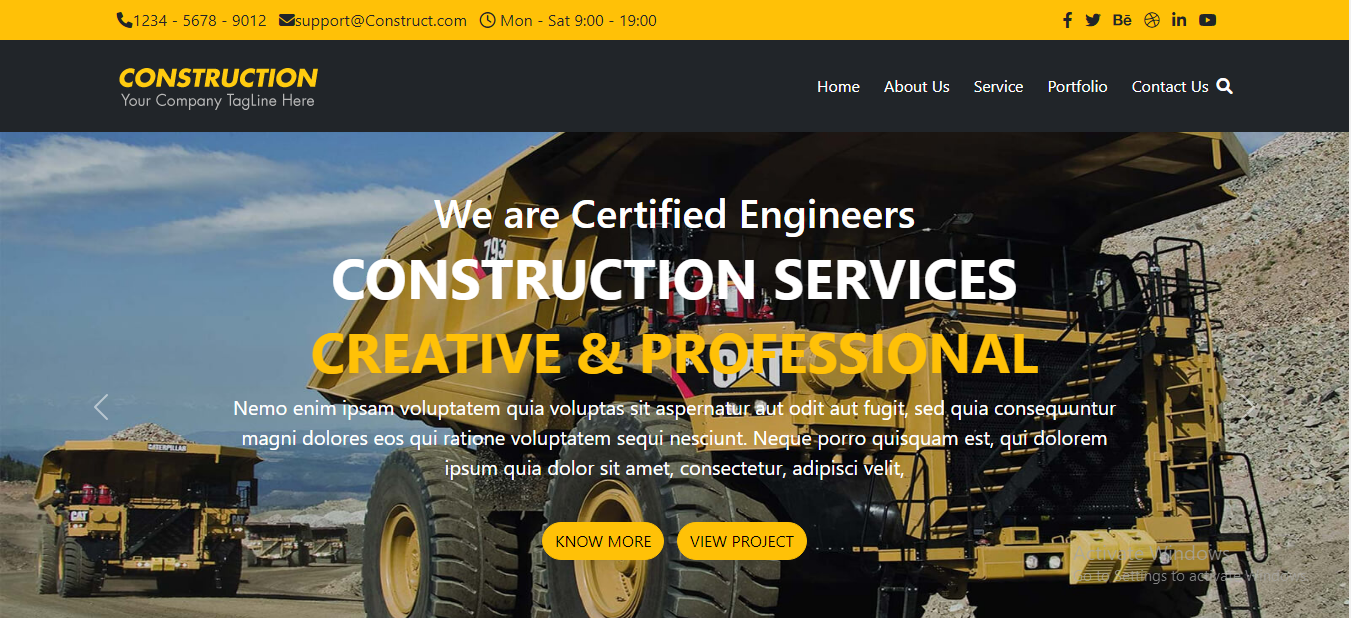 1234 - 5678 - 9012 support@Construct.com Mon - Sat 9:00 - 19:00 Bē
CONSTRUCTION
Your Company TagLine Here
Home About Us Service Portfolio Contact Us
We are Certified Engineers
793
CONSTRUCTION SERVICES
CREATIVE & PROFESSIONAL
CAT
Nemo enim ipsam voluptatem quia voluptas sit aspernatur aut odit aut fugit, sed quia consequuntur
magni dolores eos qui ratione voluptatem sequi nesciunt. Neque porro quisquam est, qui dolorem
ipsum quia dolor sit amet, consectetur, adipisci velit,
CATERPILLAR
CAT CAT
KNOW MORE VIEW PROJECT
Activate Windows
Go to Settings to activate Windows.